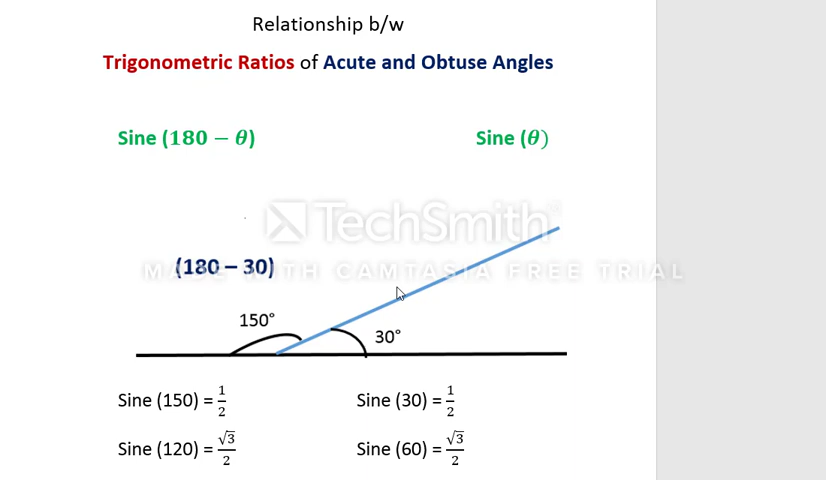 Relationship b/w
Trigonometric Ratios of Acute and Obtuse Angles
Sine (180 − θ) Sine (θ)
TechSmith
(180 – 30)
MADE WITH CAMTASIA FREE TRIAL
150°
30°
Sine (150) = 1/2 Sine (30) = 1/2
Sine (120) = √3/2 Sine (60) = √3/2